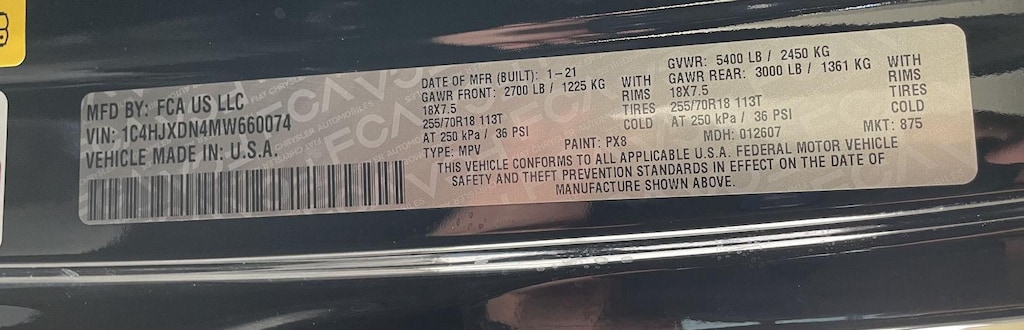 MFD BY: FCA US LLC
VIN: 1C4HJXDN4MW660074
VEHICLE MADE IN: U.S.A.
DATE OF MFR (BUILT): 1-21
GAWR FRONT: 2700 LB / 1225 KG WITH
18X7.5 RIMS
255/70R18 113T TIRES
AT 250 kPa / 36 PSI COLD
TYPE: MPV PAINT: PX8
GVWR: 5400 LB / 2450 KG
GAWR REAR: 3000 LB / 1361 KG WITH
18X7.5 RIMS
255/70R18 113T TIRES
AT 250 kPa / 36 PSI COLD
MDH: 012607 MKT: 875
THIS VEHICLE CONFORMS TO ALL APPLICABLE U.S.A. FEDERAL MOTOR VEHICLE
SAFETY AND THEFT PREVENTION STANDARDS IN EFFECT ON THE DATE OF
MANUFACTURE SHOWN ABOVE.